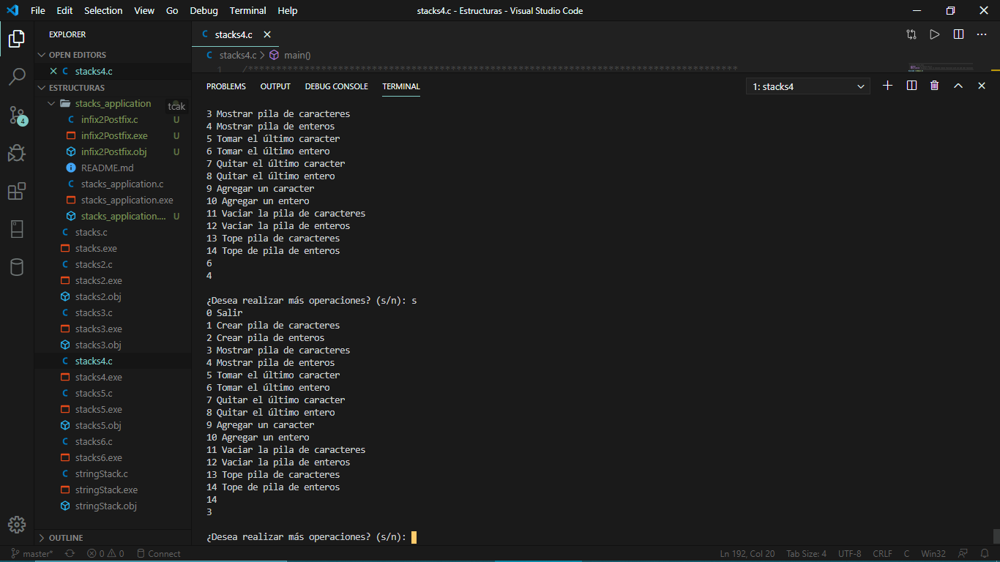 File Edit Selection View Go Debug Terminal Help
stacks4.c - Estructuras - Visual Studio Code
EXPLORER
OPEN EDITORS
stacks4.c
ESTRUCTURAS
stacks_application
infix2Postfix.c U
infix2Postfix.exe U
infix2Postfix.obj U
README.md
stacks_application.c
stacks_application.exe
stacks_application.... U
stacks.c
stacks.exe
stacks2.c
stacks2.exe
stacks2.obj
stacks3.c
stacks3.exe
stacks3.obj
stacks4.c
stacks4.exe
stacks5.c
stacks5.exe
stacks5.obj
stacks6.c
stacks6.exe
stringStack.c
stringStack.exe
stringStack.obj
OUTLINE
4
stacks4.c
stacks4.c > main()
PROBLEMS OUTPUT DEBUG CONSOLE TERMINAL
1: stacks4
3 Mostrar pila de caracteres
4 Mostrar pila de enteros
5 Tomar el último caracter
6 Tomar el último entero
7 Quitar el último caracter
8 Quitar el último entero
9 Agregar un caracter
10 Agregar un entero
11 Vaciar la pila de caracteres
12 Vaciar la pila de enteros
13 Tope pila de caracteres
14 Tope de pila de enteros
6
4
¿Desea realizar más operaciones? (s/n): s
0 Salir
1 Crear pila de caracteres
2 Crear pila de enteros
3 Mostrar pila de caracteres
4 Mostrar pila de enteros
5 Tomar el último caracter
6 Tomar el último entero
7 Quitar el último caracter
8 Quitar el último entero
9 Agregar un caracter
10 Agregar un entero
11 Vaciar la pila de caracteres
12 Vaciar la pila de enteros
13 Tope pila de caracteres
14 Tope de pila de enteros
14
3
¿Desea realizar más operaciones? (s/n):
master* 0 0 Connect
Ln 192, Col 20 Tab Size: 4 UTF-8 CRLF C Win32